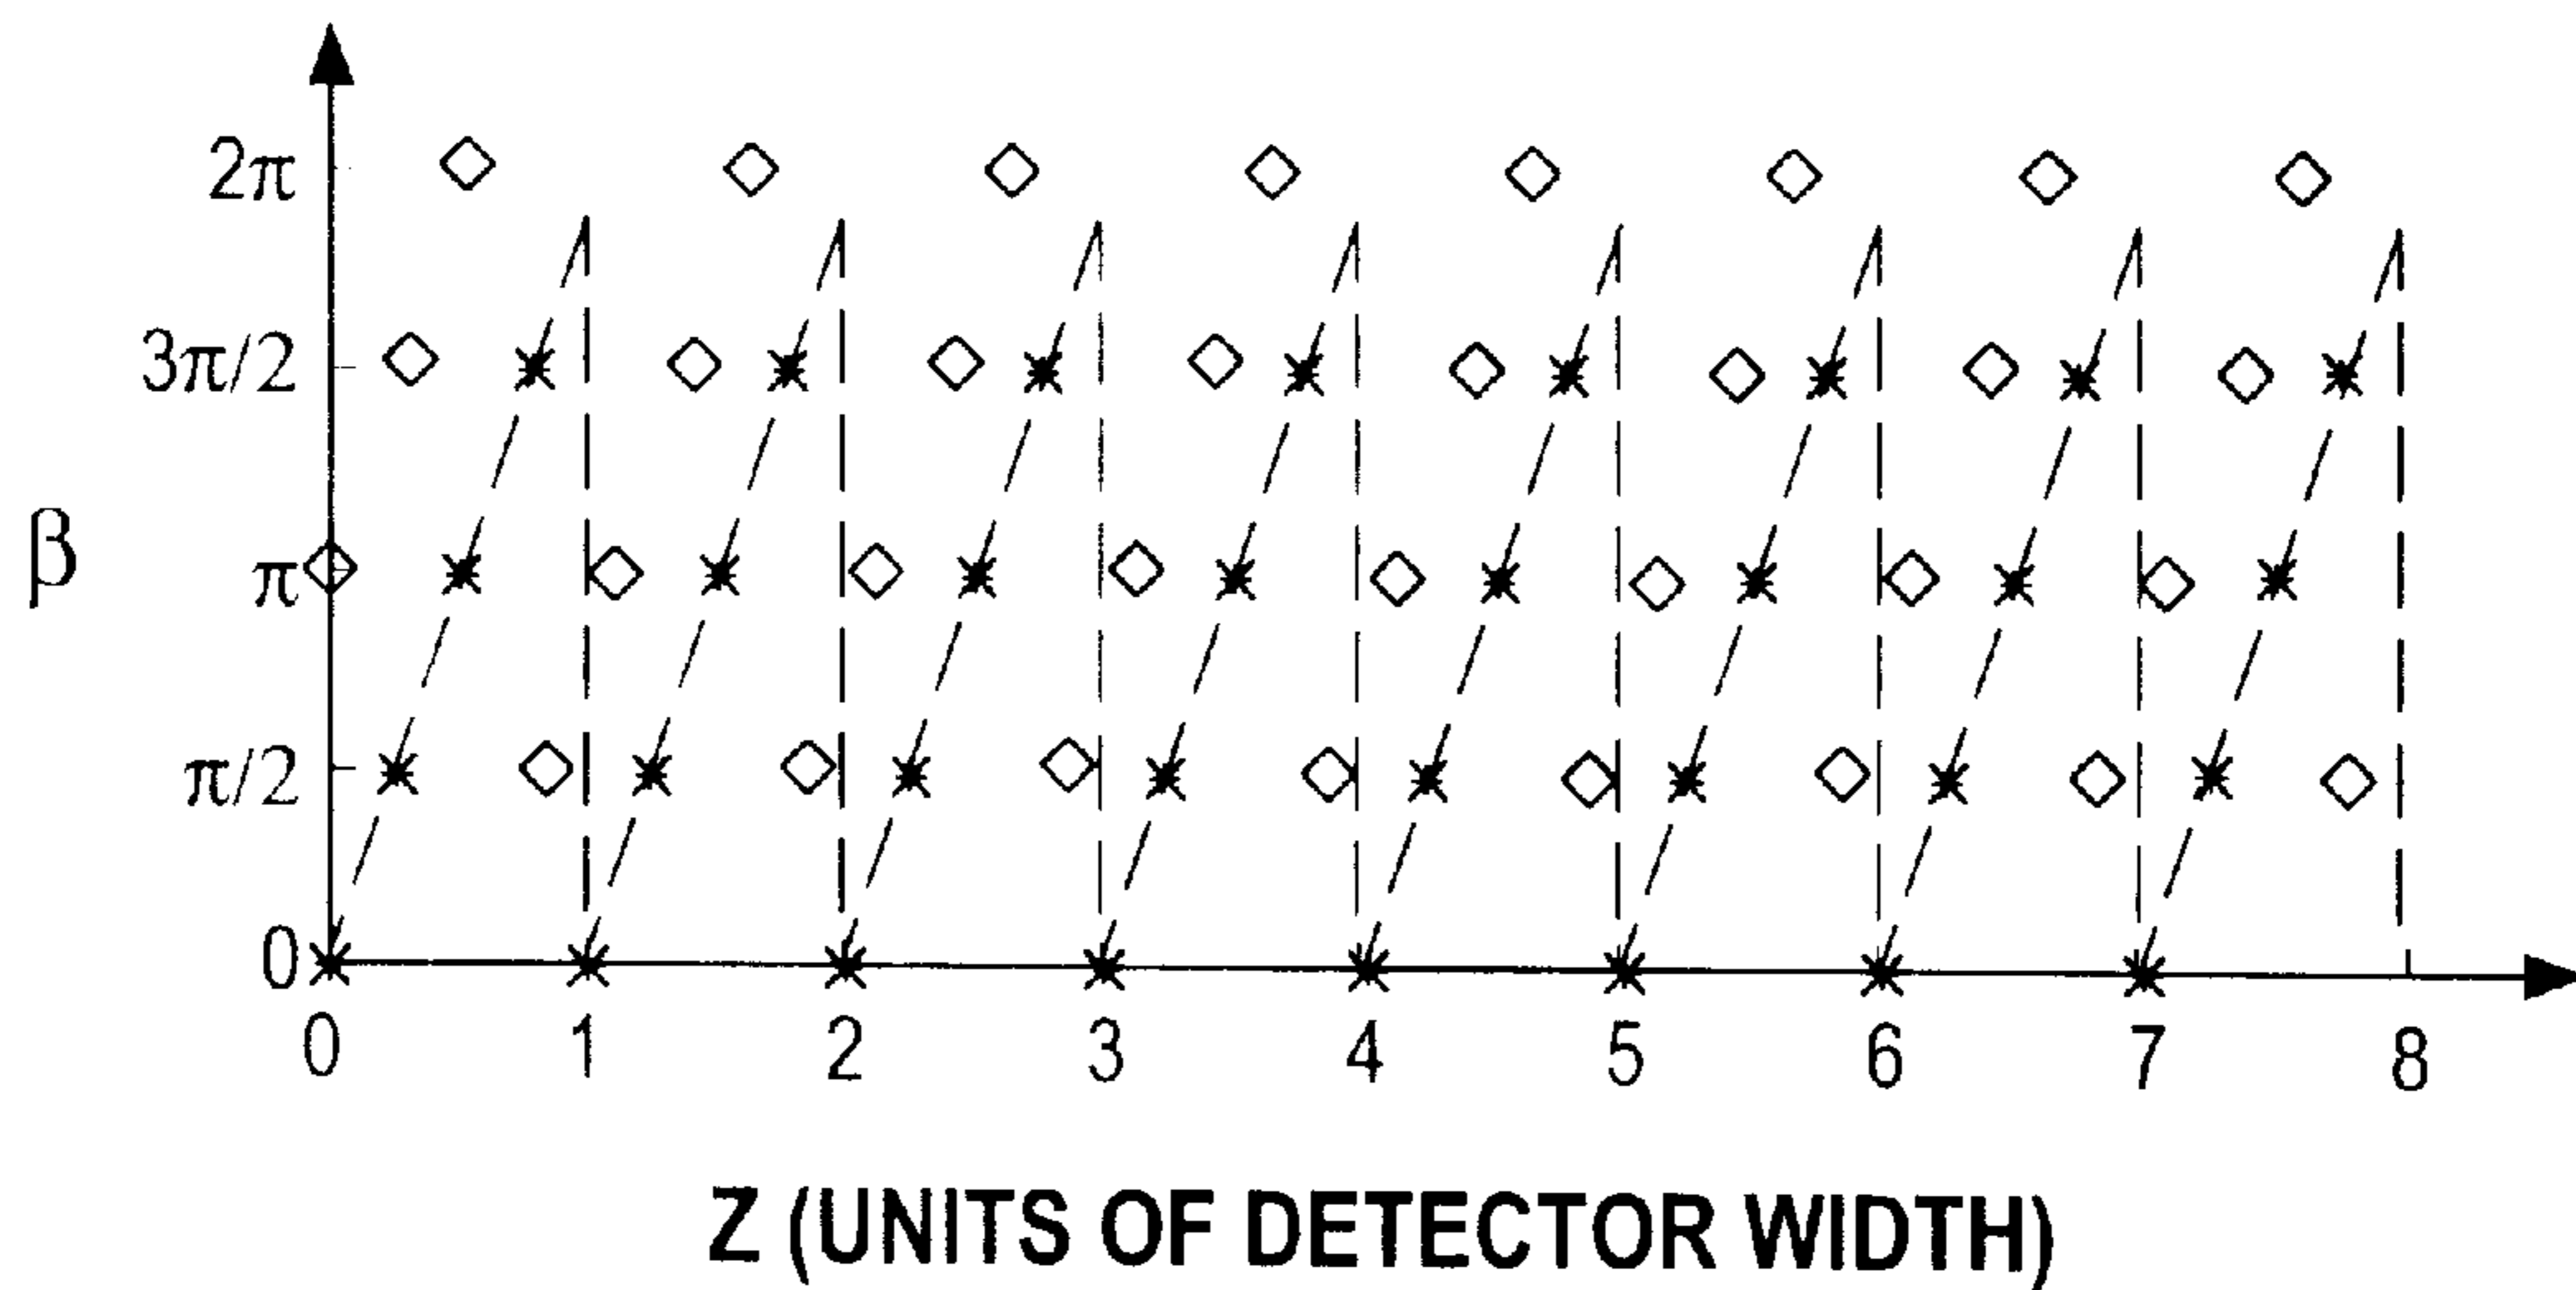 2π
3π/2
β
π
π/2
0
0 1 2 3 4 5 6 7 8
Z (UNITS OF DETECTOR WIDTH)